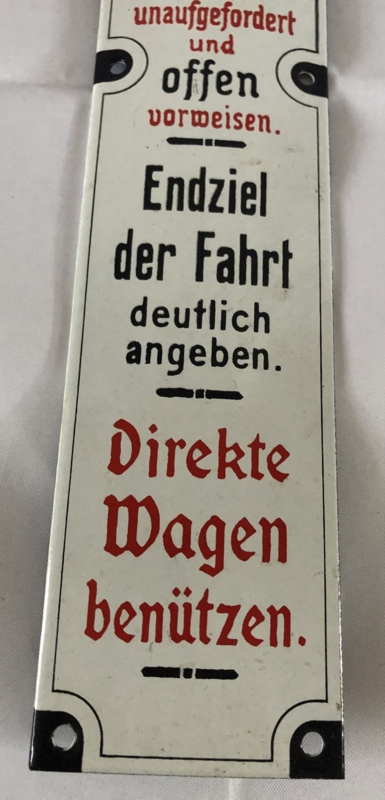 unaufgefordert
und
offen
vorweisen.
Endziel
der Fahrt
deutlich
angeben.
Direkte
Wagen
benützen.